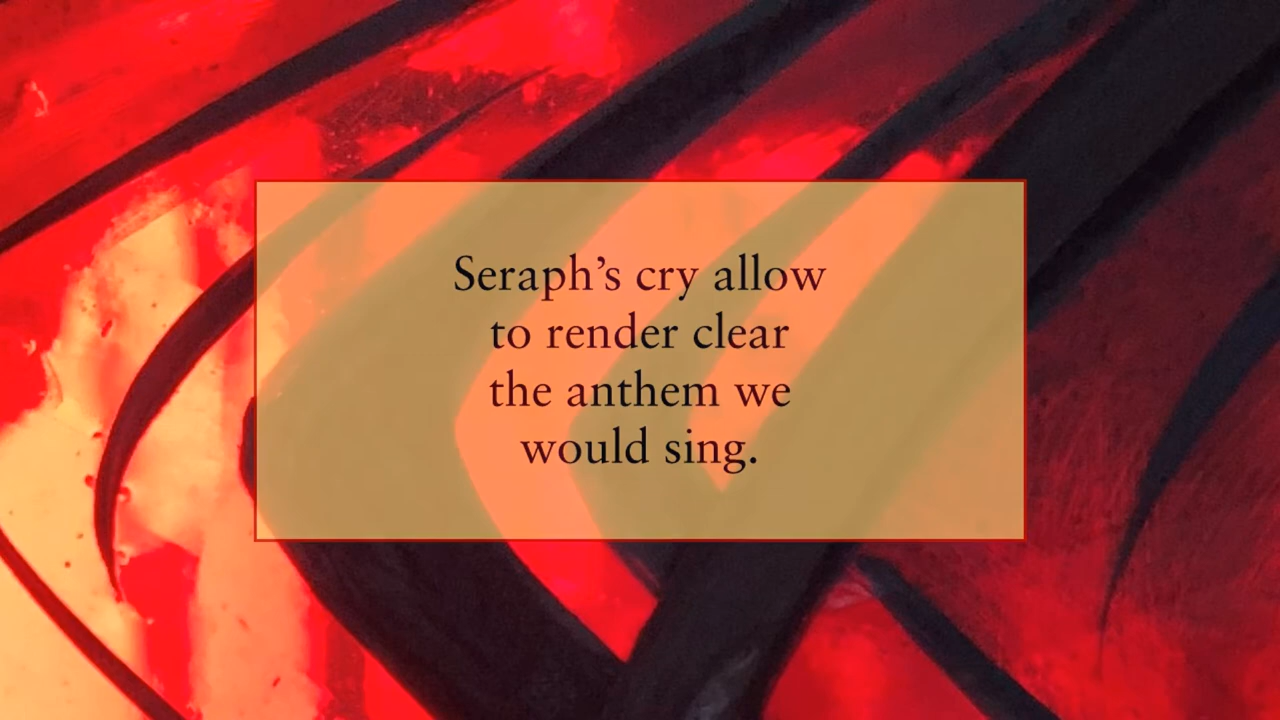 Seraph’s cry allow
to render clear
the anthem we
would sing.